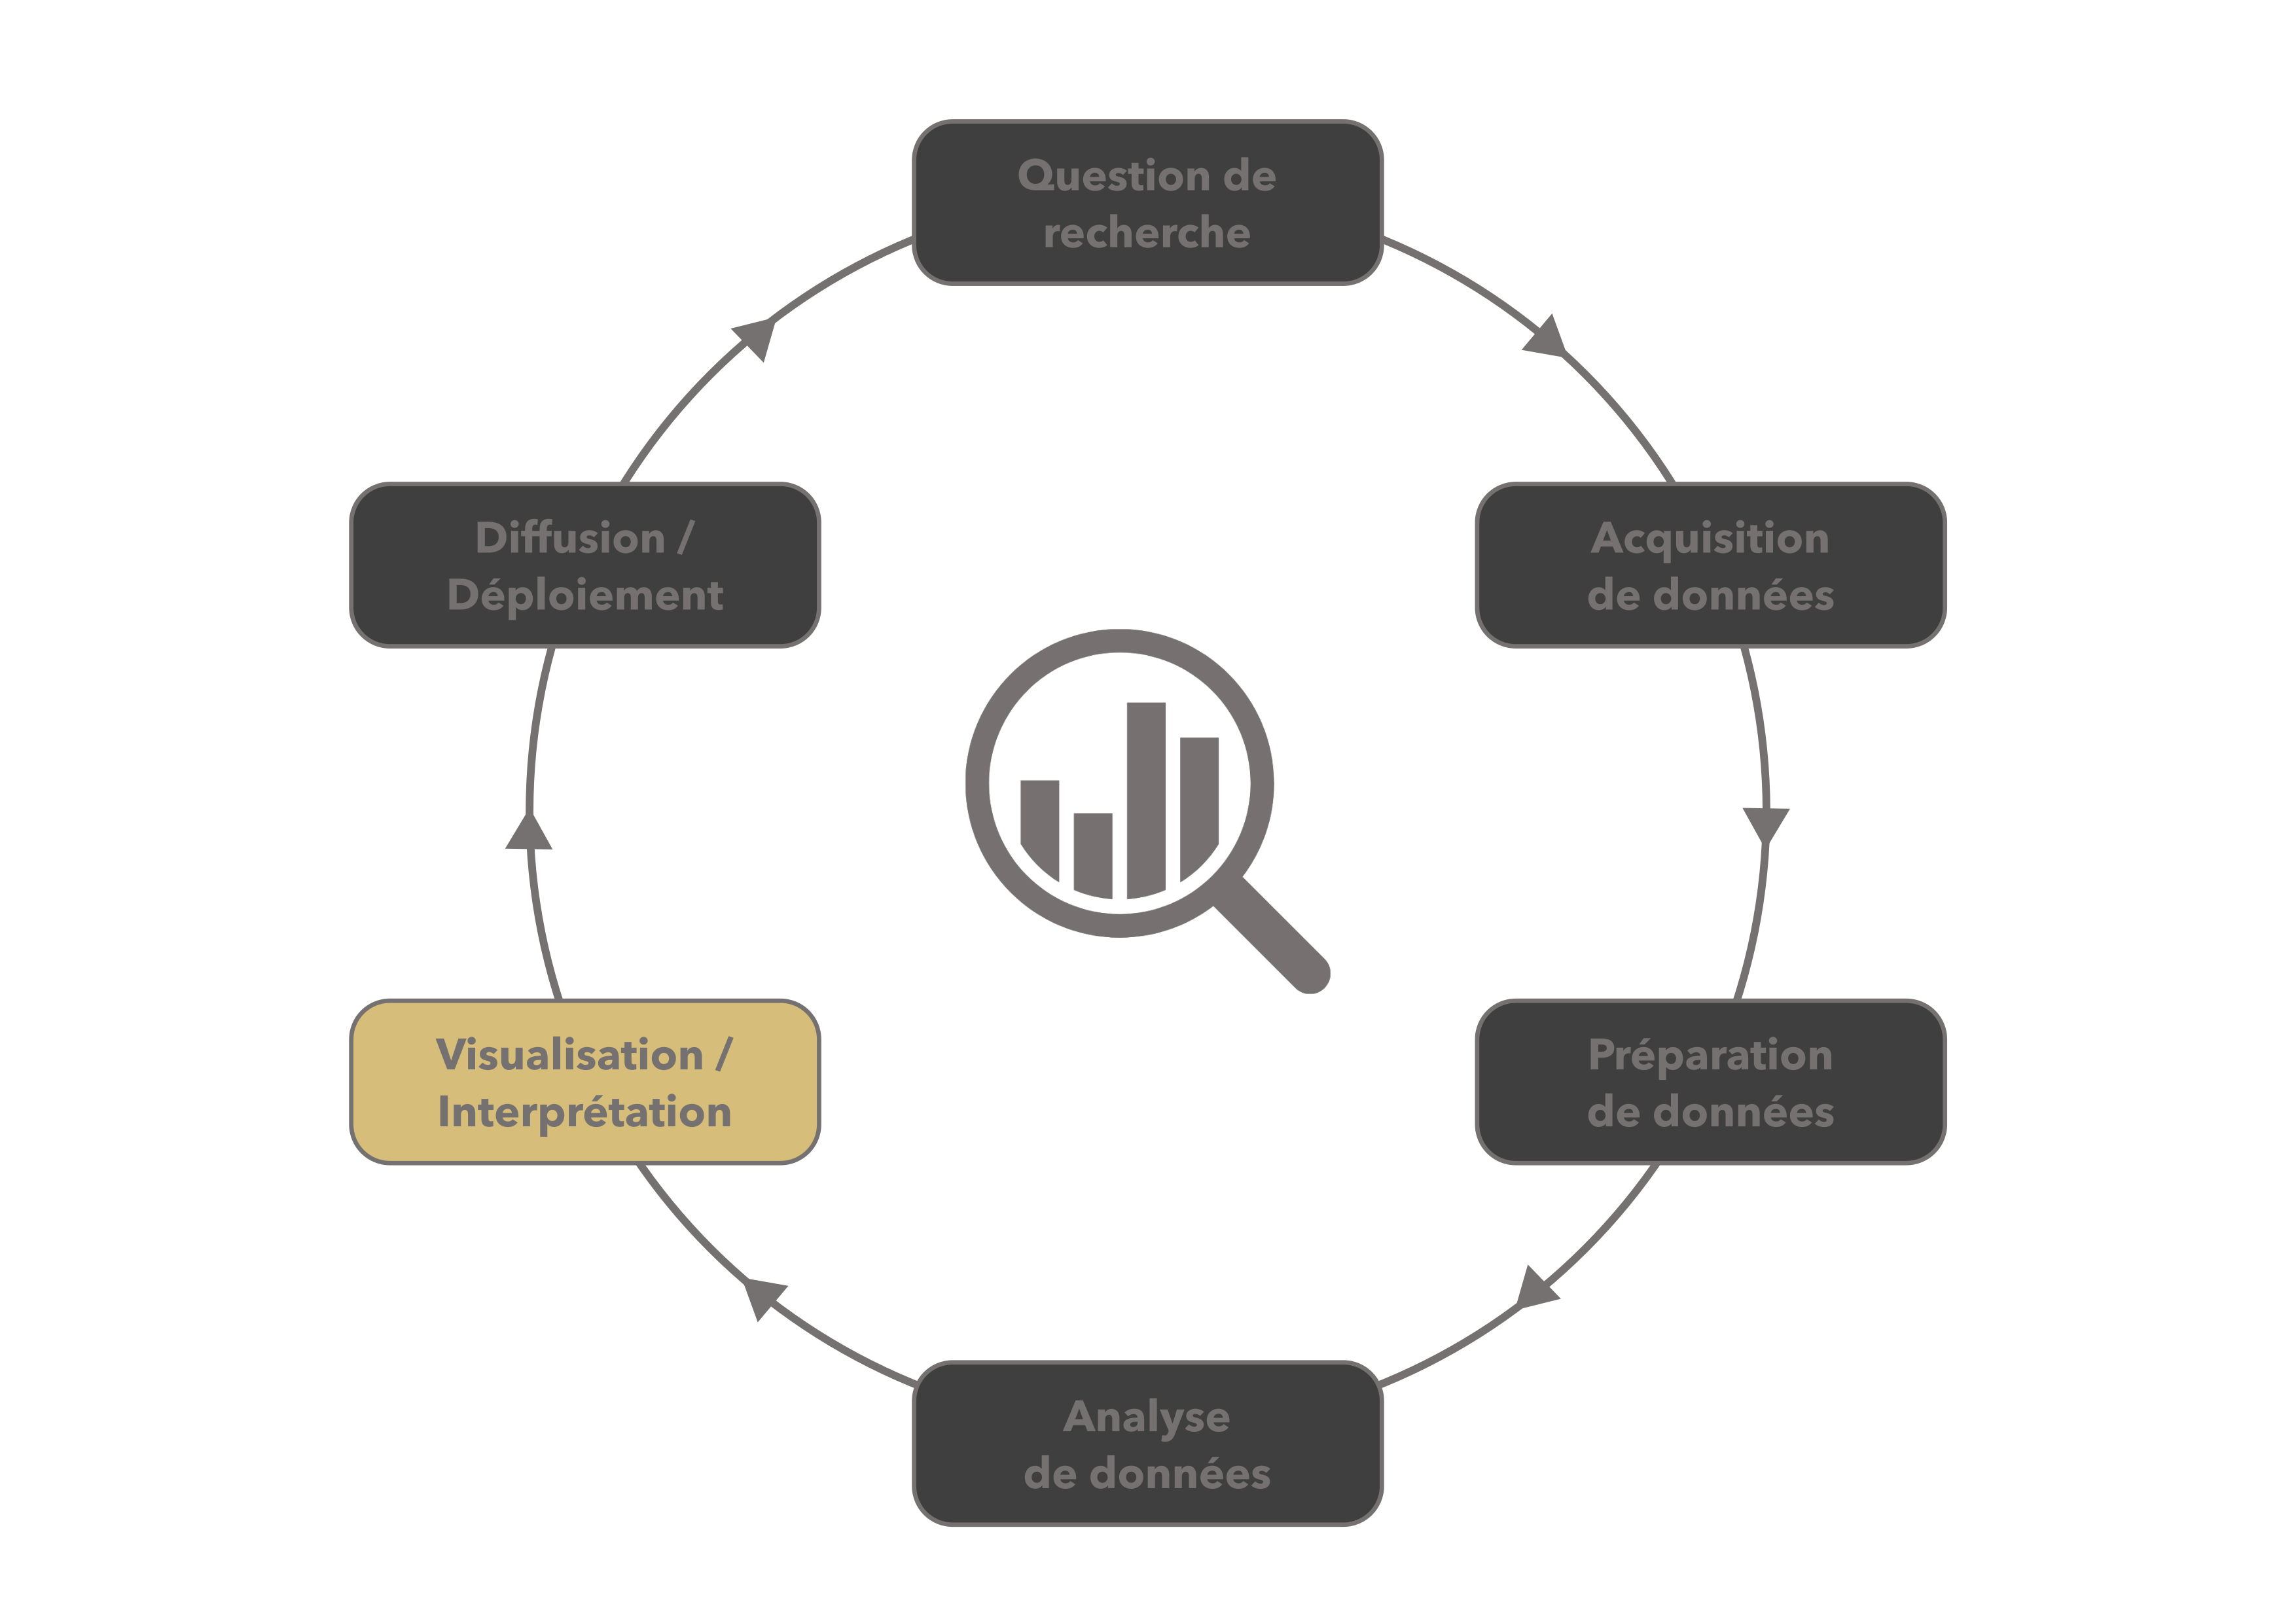 Question de
recherche
Acquisition
de données
Préparation
de données
Analyse
de données
Visualisation /
Interprétation
Diffusion /
Déploiement